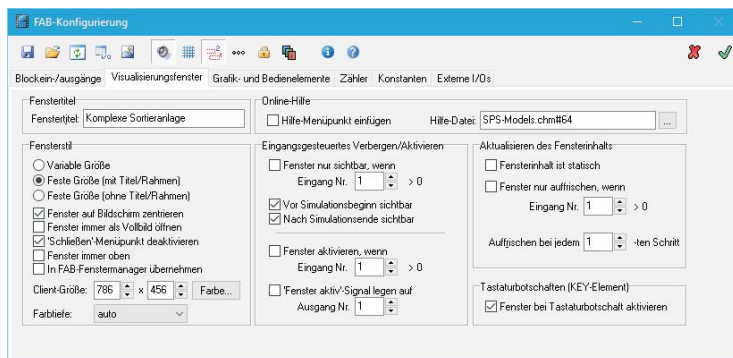 FAB-Konfigurierung
Blockein-/ausgänge Visualisierungsfenster Grafik- und Bedienelemente Zähler Konstanten Externe I/Os
Fenstertitel
Fenstertitel: Komplexe Sortieranlage
Online-Hilfe
Hilfe-Menüpunkt einfügen Hilfe-Datei: SPS-Models.chm#64 ...
Fensterstil
Variable Größe
Feste Größe (mit Titel/Rahmen)
Feste Größe (ohne Titel/Rahmen)
Fenster auf Bildschirm zentrieren
Fenster immer als Vollbild öffnen
'Schließen'-Menüpunkt deaktivieren
Fenster immer oben
In FAB-Fenstermanager übernehmen
Client-Größe: 786 x 456 Farbe...
Farbtiefe: auto
Eingangsgesteuertes Verbergen/Aktivieren
Fenster nur sichtbar, wenn
Eingang Nr. 1 > 0
Vor Simulationsbeginn sichtbar
Nach Simulationsende sichtbar
Fenster aktivieren, wenn
Eingang Nr. 1 > 0
'Fenster aktiv'-Signal legen auf
Ausgang Nr. 1
Aktualisieren des Fensterinhalts
Fensterinhalt ist statisch
Fenster nur auffrischen, wenn
Eingang Nr. 1 > 0
Auffrischen bei jedem 1 -ten Schritt
Tastaturbotschaften (KEY-Element)
Fenster bei Tastaturbotschaft aktivieren